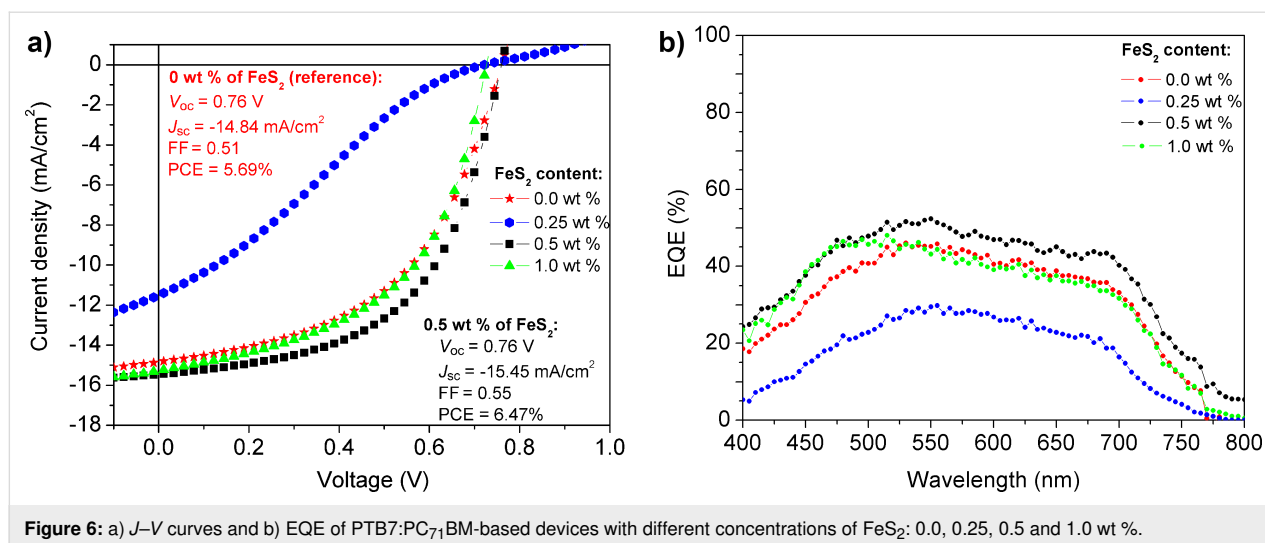 a)
0 wt % of FeS2 (reference):
Voc = 0.76 V
Jsc = -14.84 mA/cm2
FF = 0.51
PCE = 5.69%
FeS2 content:
0.0 wt %
0.25 wt %
0.5 wt %
1.0 wt %
0.5 wt % of FeS2:
Voc = 0.76 V
Jsc = -15.45 mA/cm2
FF = 0.55
PCE = 6.47%
Current density (mA/cm2)
0
-2
-4
-6
-8
-10
-12
-14
-16
-18
0.0 0.2 0.4 0.6 0.8 1.0
Voltage (V)
b)
FeS2 content:
0.0 wt %
0.25 wt %
0.5 wt %
1.0 wt %
EQE (%)
100
80
60
40
20
0
400 450 500 550 600 650 700 750 800
Wavelength (nm)
Figure 6: a) J–V curves and b) EQE of PTB7:PC71BM-based devices with different concentrations of FeS2: 0.0, 0.25, 0.5 and 1.0 wt %.